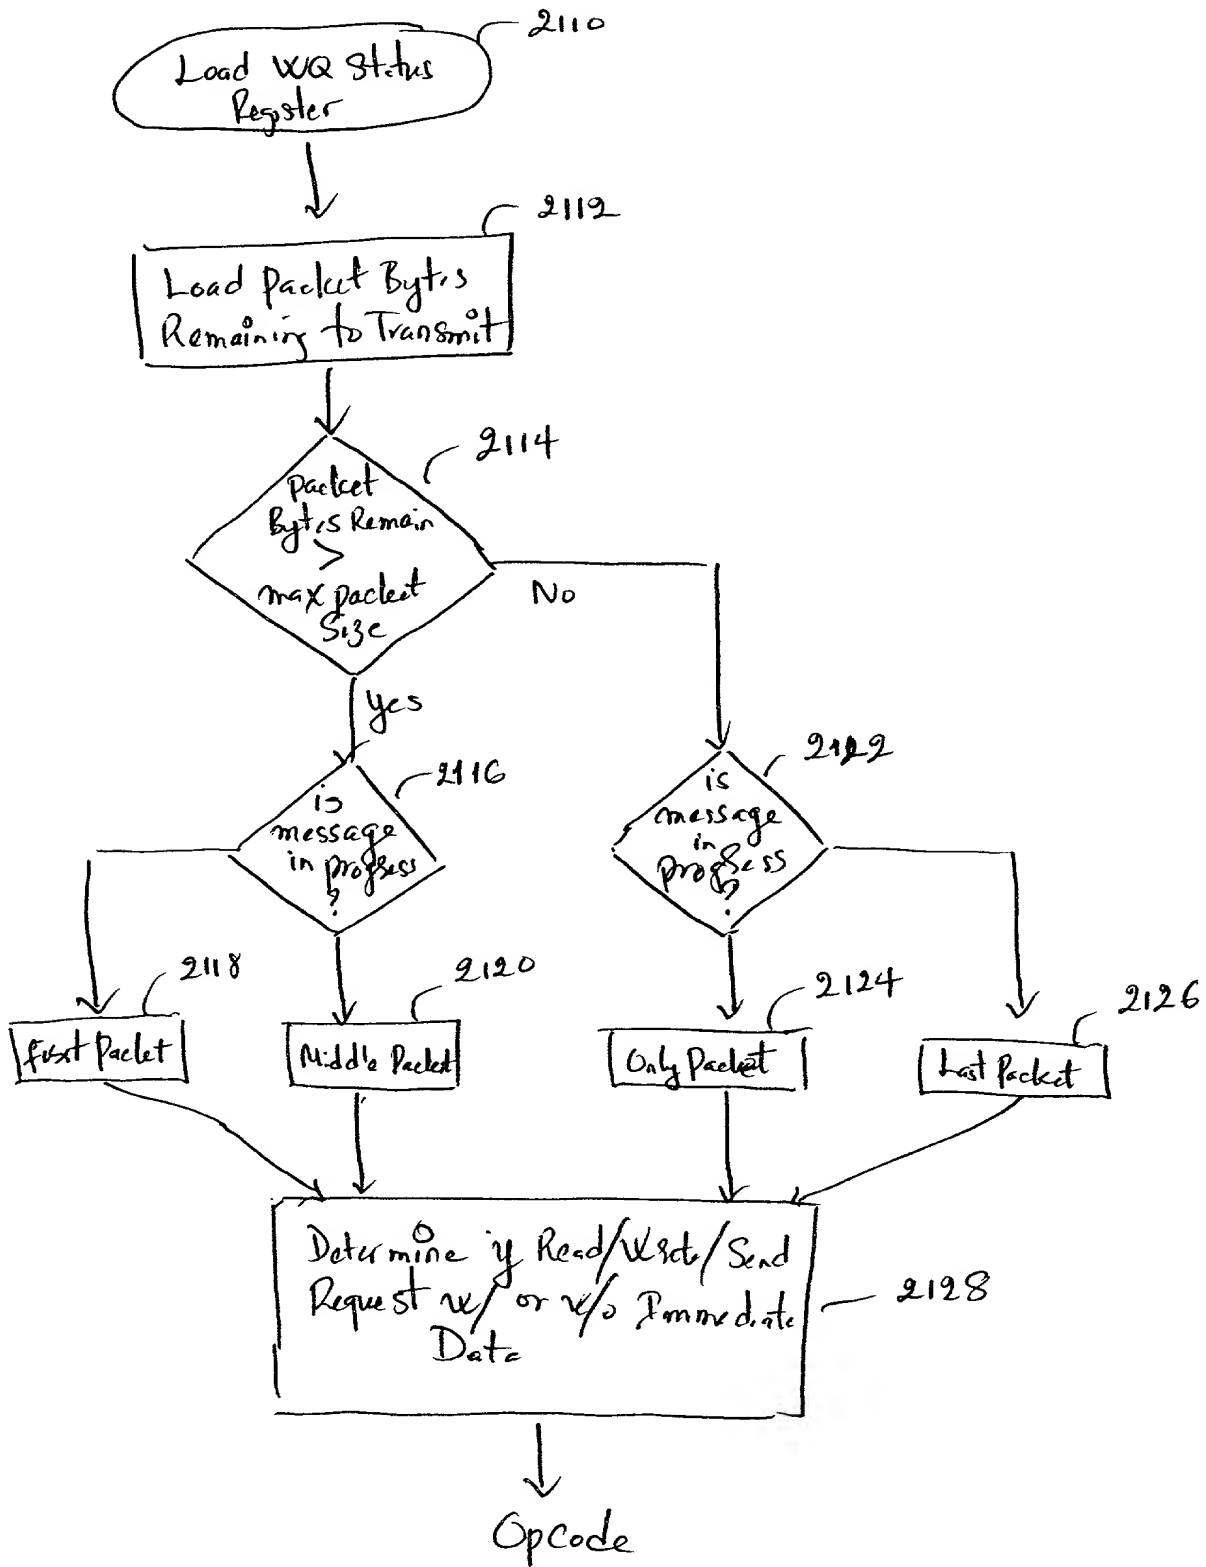 2110
Load WQ Status
Register
2112
Load Packet Bytes
Remaining to Transmit
2114
Packet
Bytes Remain
>
max packet
Size
No
Yes
2116
is
message
in progress
?
2122
is
message
in
progress
?
2118
2120
2124
2126
First Packet
Middle Packet
Only Packet
Last Packet
Determine if Read/Write/Send
Request w/ or w/o Immediate
Data
2128
Opcode